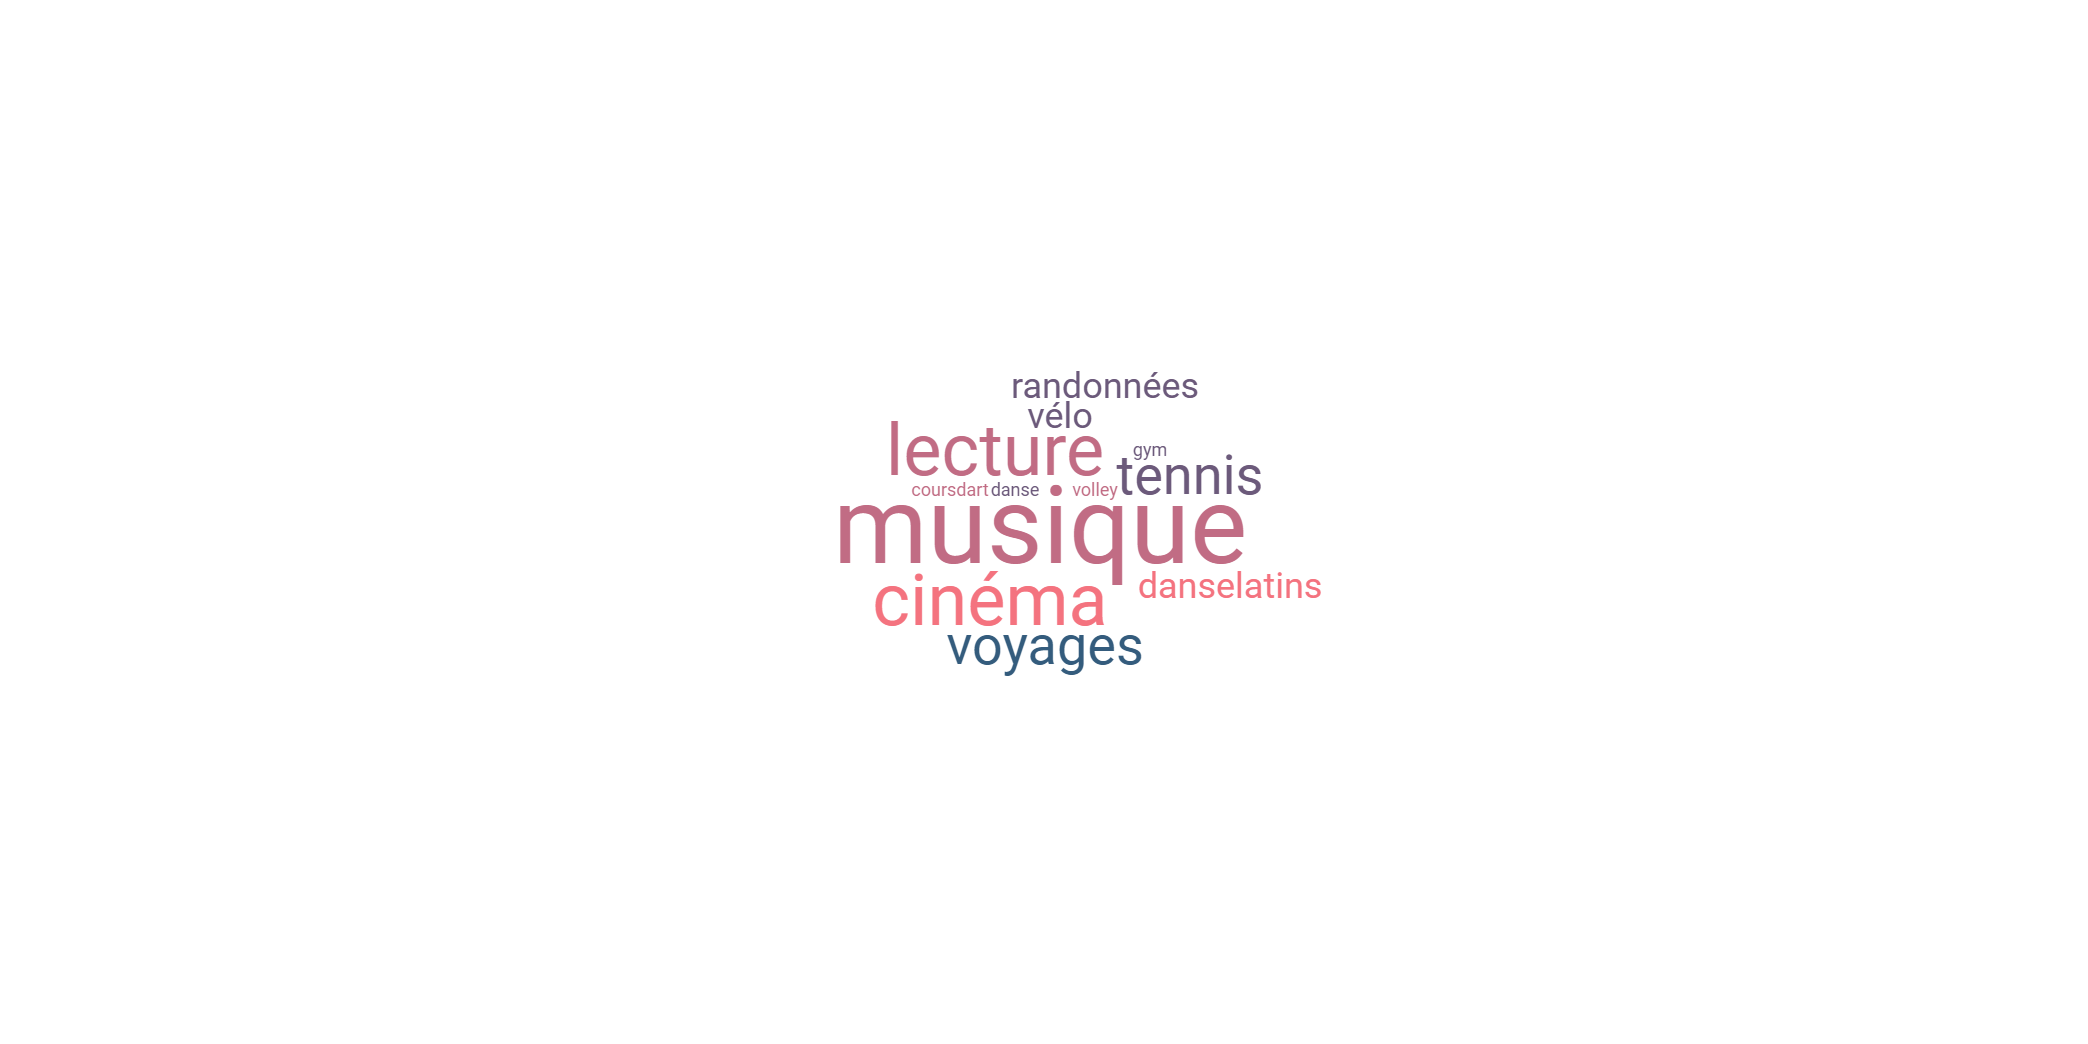 randonnées
vélo
lecture
gym
tennis
coursdart danse volley
musique
cinéma
danselatins
voyages